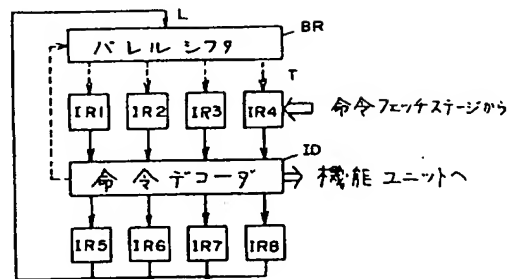 L
BR
バレルシフタ
T
IR1 IR2 IR3 IR4
命令フェッチステージから
ID
命令デコーダ
機能ユニットへ
IR5 IR6 IR7 IR8